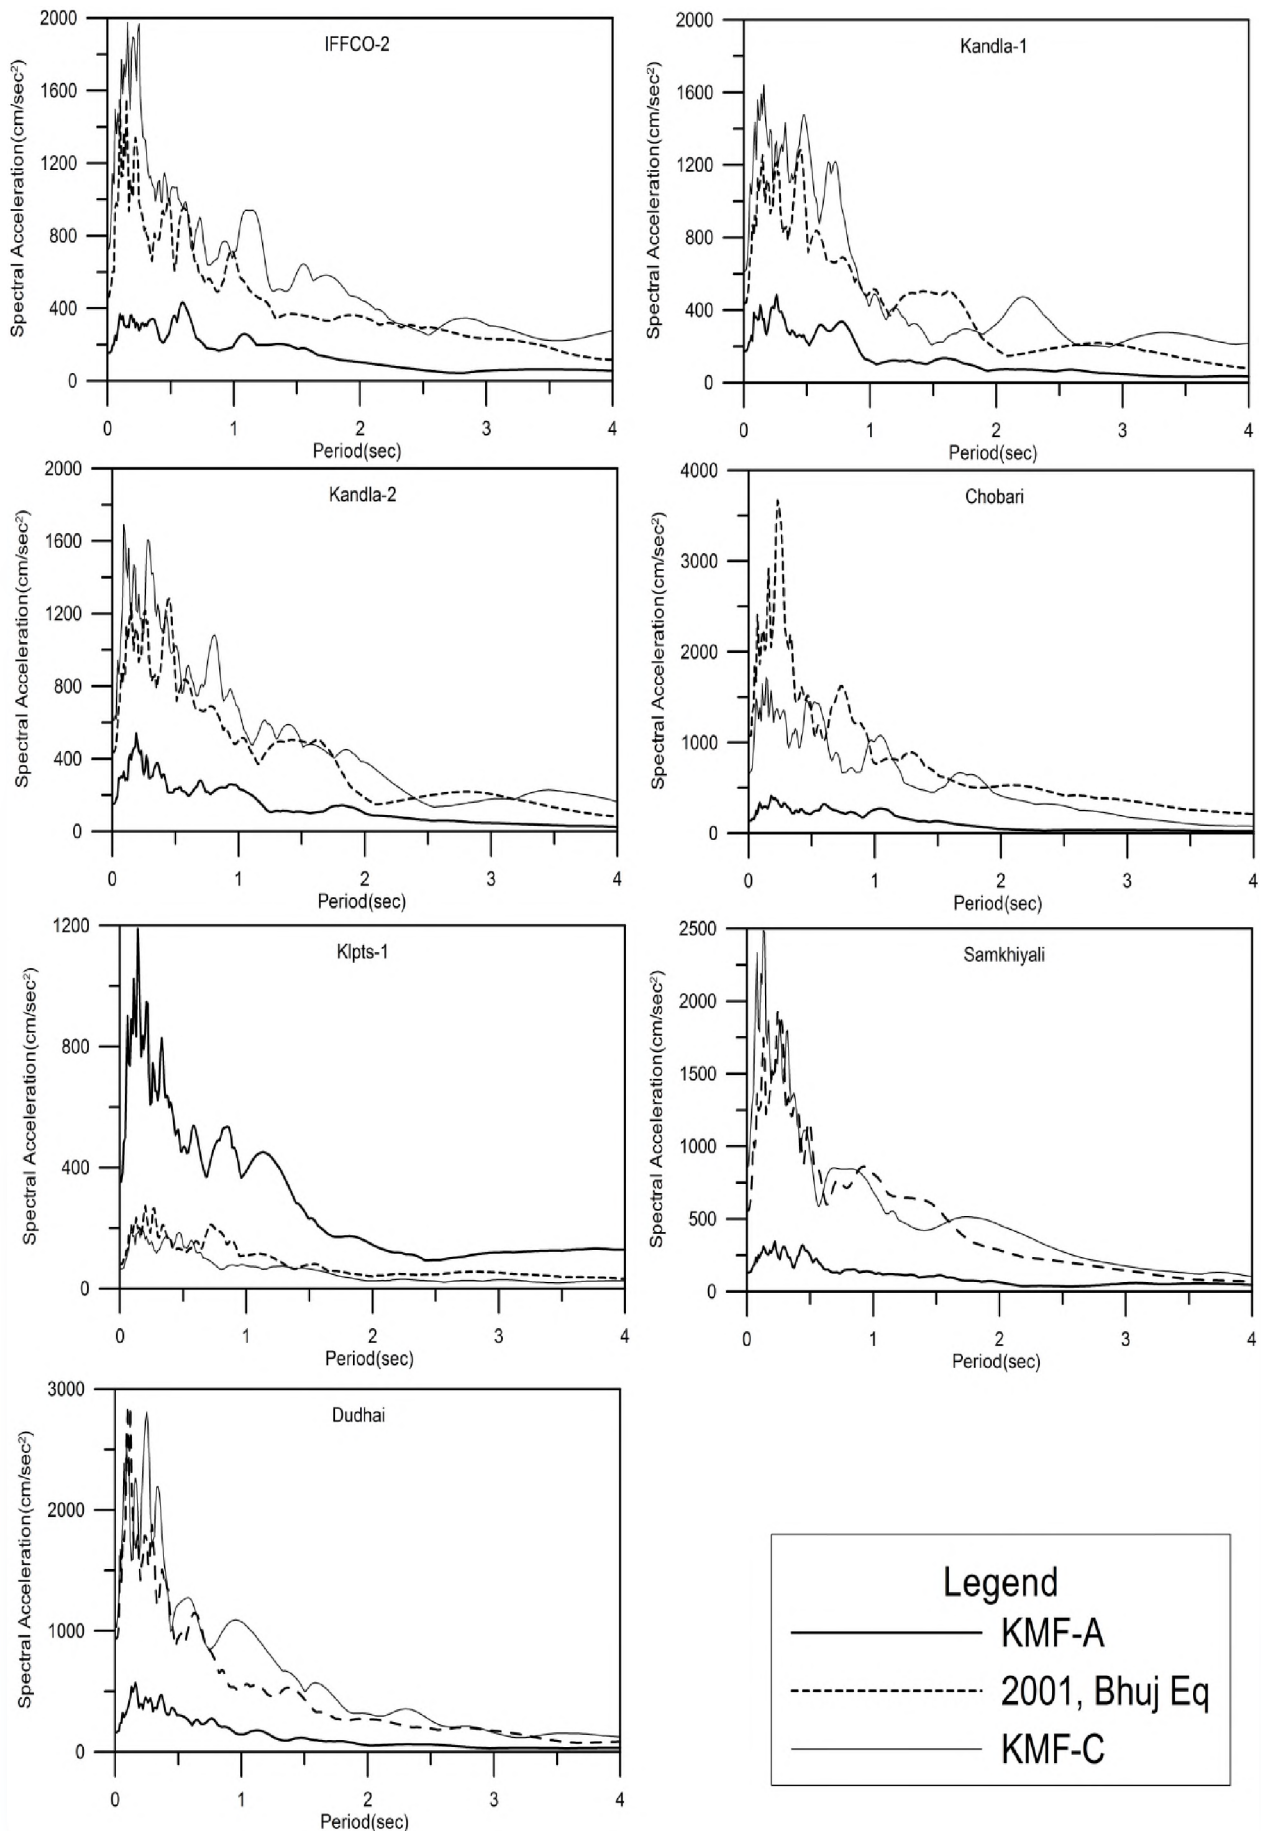 IFFCO-2
Spectral Acceleration(cm/sec²)
2000
1600
1200
800
400
0
0 1 2 3 4
Period(sec)
Kandla-1
Spectral Acceleration(cm/sec²)
2000
1600
1200
800
400
0
0 1 2 3 4
Period(sec)
Kandla-2
Spectral Acceleration(cm/sec²)
2000
1600
1200
800
400
0
0 1 2 3 4
Period(sec)
Chobari
Spectral Acceleration(cm/sec²)
4000
3000
2000
1000
0
0 1 2 3 4
Period(sec)
Klpts-1
Spectral Acceleration(cm/sec²)
1200
800
400
0
0 1 2 3 4
Period(sec)
Samkhiyali
Spectral Acceleration(cm/sec²)
2500
2000
1500
1000
500
0
0 1 2 3 4
Period(sec)
Dudhai
Spectral Acceleration(cm/sec²)
3000
2000
1000
0
0 1 2 3 4
Period(sec)
Legend
KMF-A
2001, Bhuj Eq
KMF-C